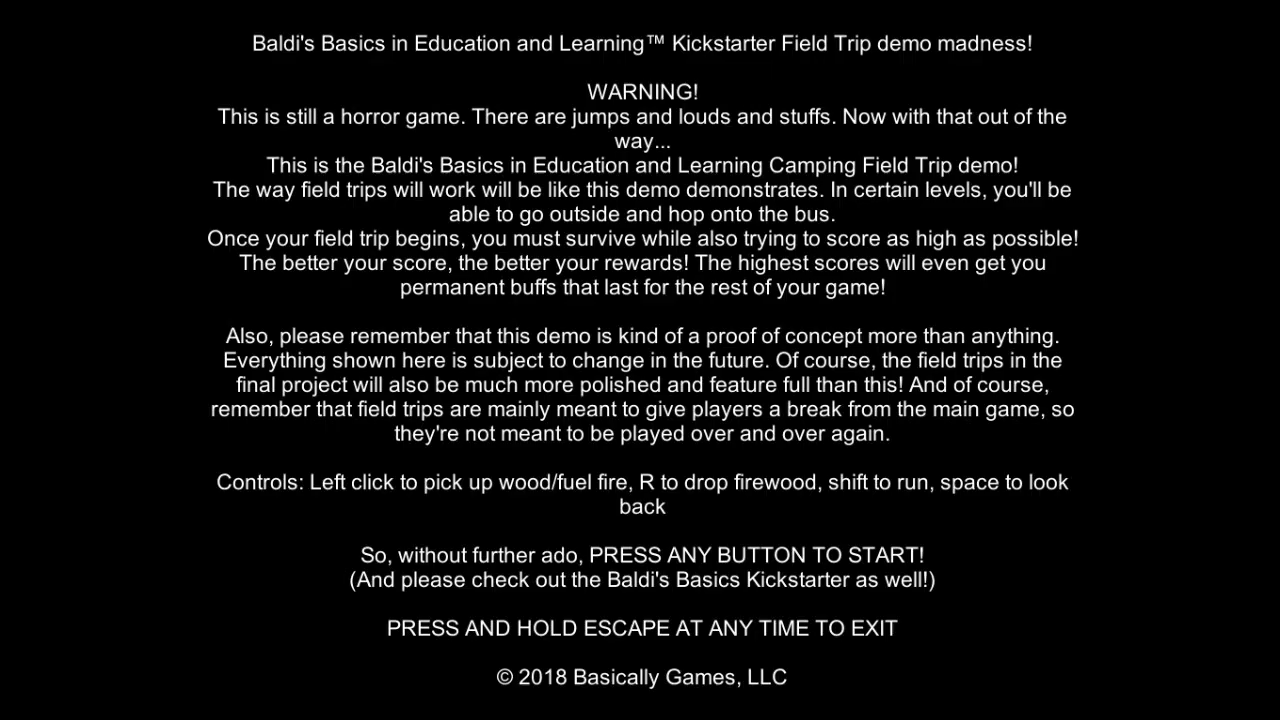 Baldi's Basics in Education and Learning™ Kickstarter Field Trip demo madness!
WARNING!
This is still a horror game. There are jumps and louds and stuffs. Now with that out of the
way...
This is the Baldi's Basics in Education and Learning Camping Field Trip demo!
The way field trips will work will be like this demo demonstrates. In certain levels, you'll be
able to go outside and hop onto the bus.
Once your field trip begins, you must survive while also trying to score as high as possible!
The better your score, the better your rewards! The highest scores will even get you
permanent buffs that last for the rest of your game!
Also, please remember that this demo is kind of a proof of concept more than anything.
Everything shown here is subject to change in the future. Of course, the field trips in the
final project will also be much more polished and feature full than this! And of course,
remember that field trips are mainly meant to give players a break from the main game, so
they're not meant to be played over and over again.
Controls: Left click to pick up wood/fuel fire, R to drop firewood, shift to run, space to look
back
So, without further ado, PRESS ANY BUTTON TO START!
(And please check out the Baldi's Basics Kickstarter as well!)
PRESS AND HOLD ESCAPE AT ANY TIME TO EXIT
© 2018 Basically Games, LLC